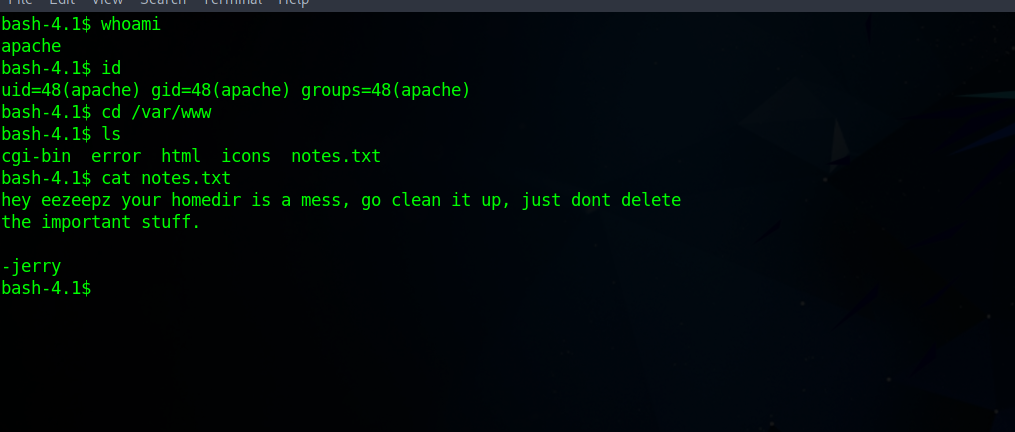 File Edit View Search Terminal Help
bash-4.1$ whoami
apache
bash-4.1$ id
uid=48(apache) gid=48(apache) groups=48(apache)
bash-4.1$ cd /var/www
bash-4.1$ ls
cgi-bin  error  html  icons  notes.txt
bash-4.1$ cat notes.txt
hey eezeepz your homedir is a mess, go clean it up, just dont delete
the important stuff.
-jerry
bash-4.1$